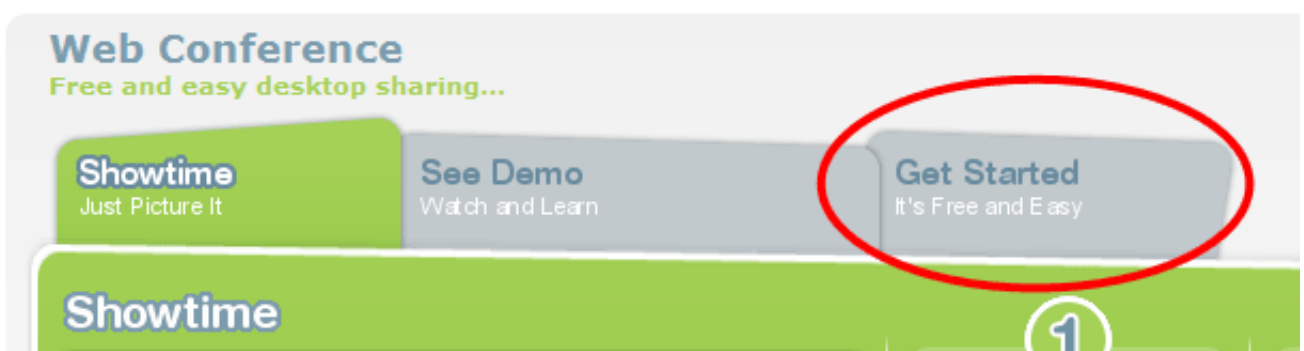 Web Conference
Free and easy desktop sharing...
Showtime
Just Picture It
See Demo
Watch and Learn
Get Started
It's Free and Easy
Showtime
1